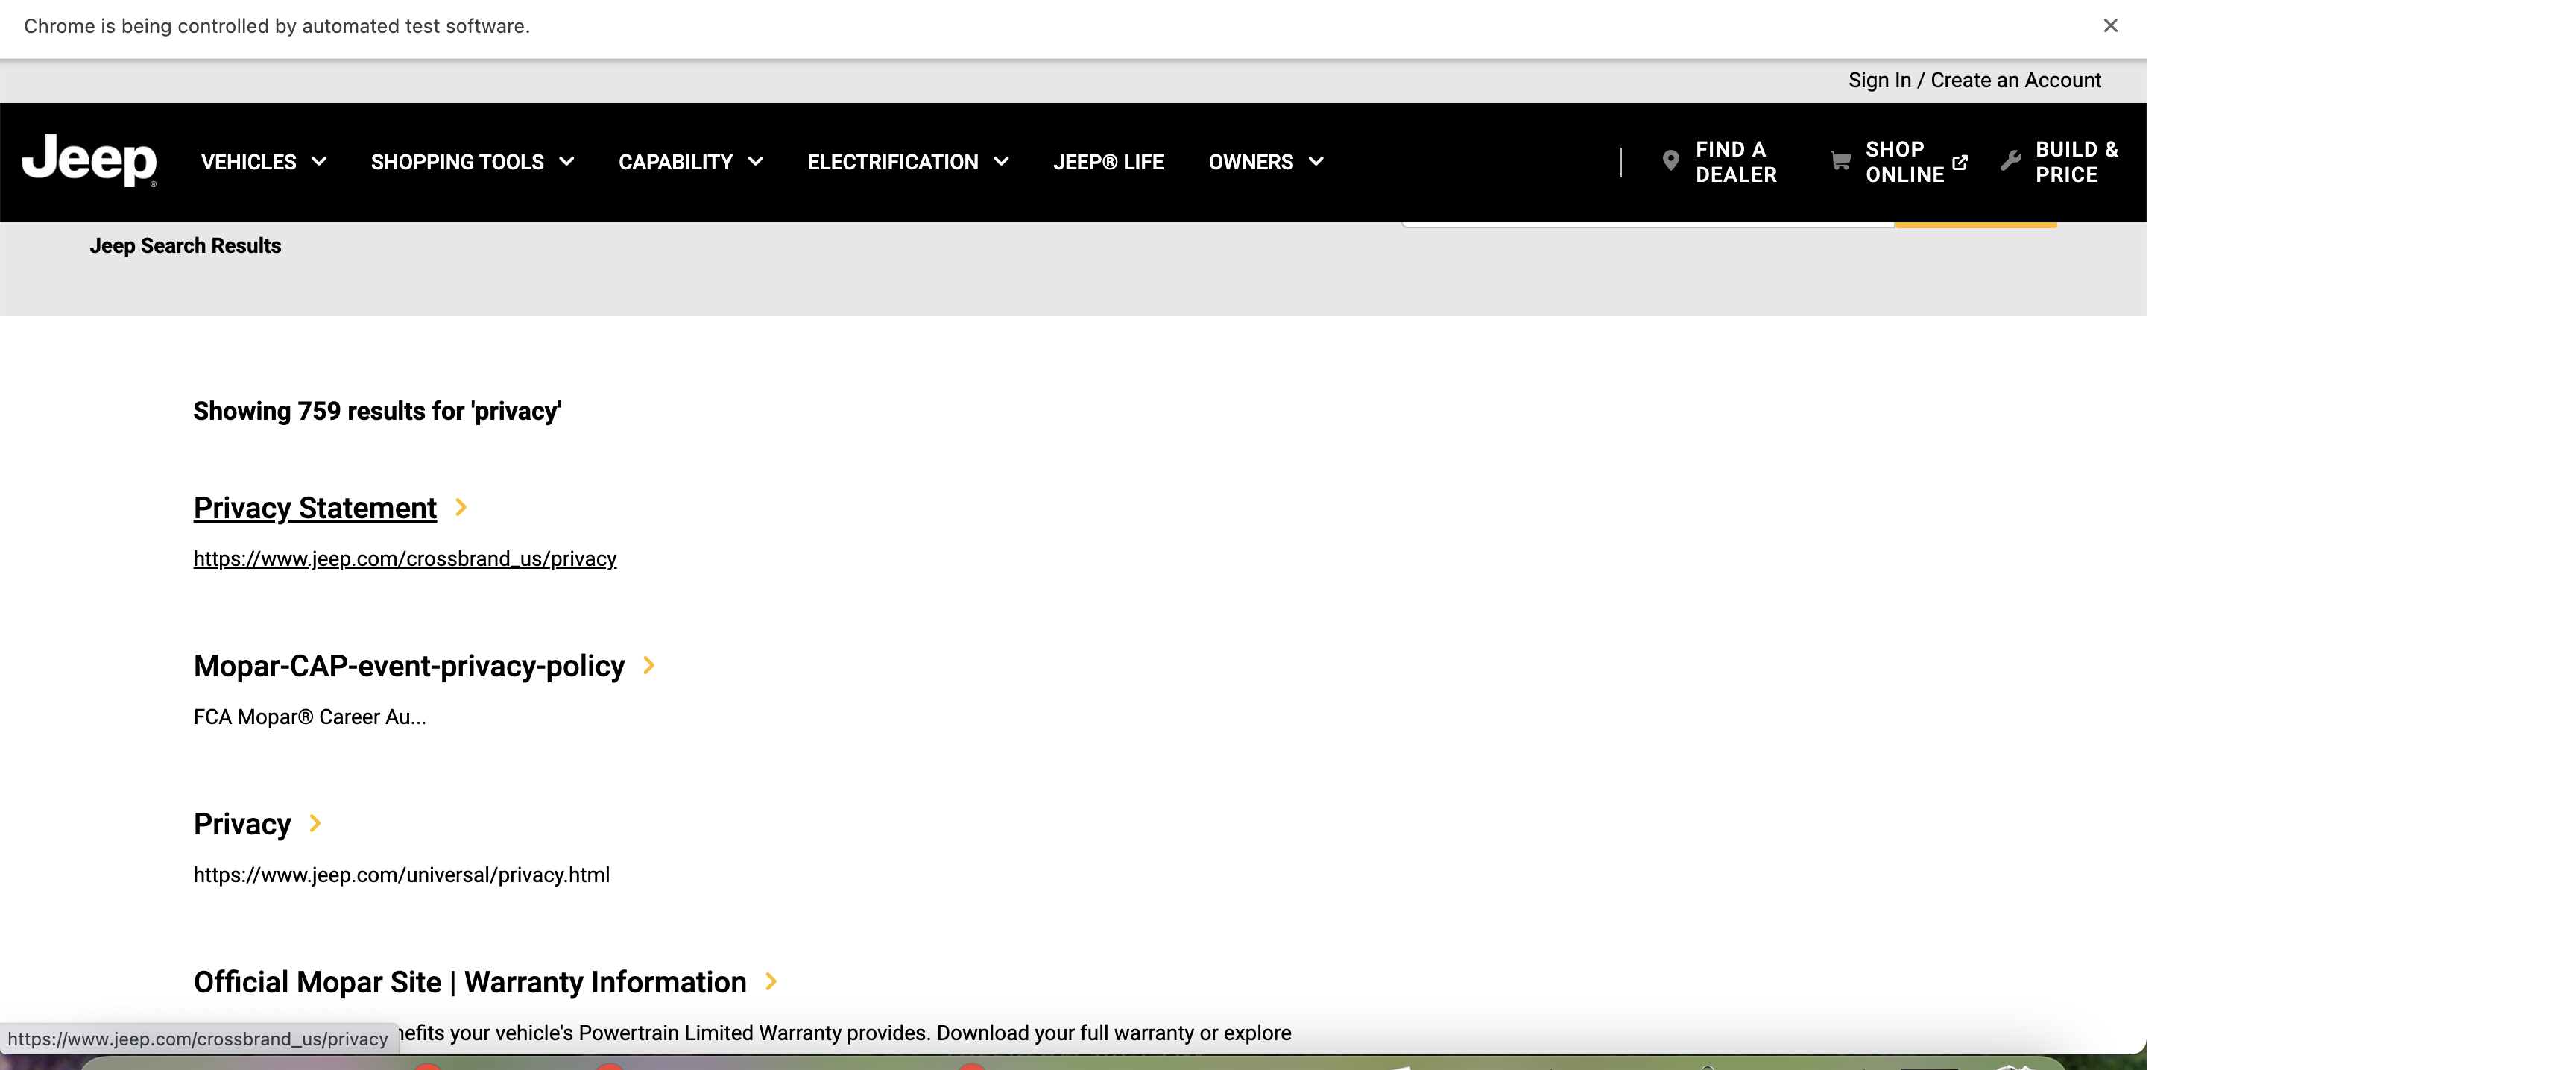 Chrome is being controlled by automated test software.
Sign In / Create an Account
Jeep®
VEHICLES
SHOPPING TOOLS
CAPABILITY
ELECTRIFICATION
JEEP® LIFE
OWNERS
FIND A
DEALER
SHOP
ONLINE
BUILD &
PRICE
Jeep Search Results
Showing 759 results for 'privacy'
Privacy Statement
https://www.jeep.com/crossbrand_us/privacy
Mopar-CAP-event-privacy-policy
FCA Mopar® Career Au...
Privacy
https://www.jeep.com/universal/privacy.html
Official Mopar Site | Warranty Information
your vehicle's Powertrain Limited Warranty provides. Download your full warranty or explore
https://www.jeep.com/crossbrand_us/privacy